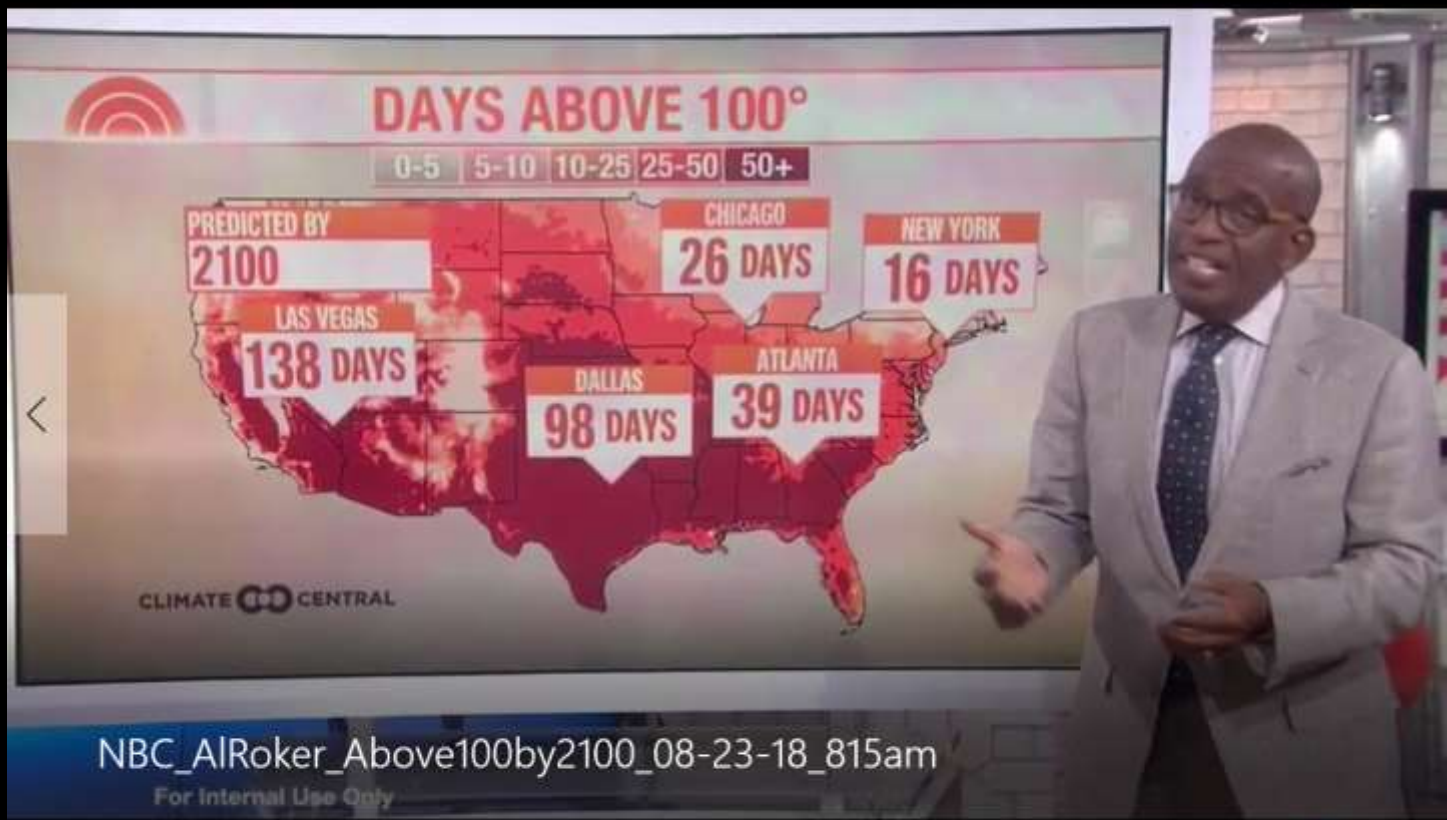 DAYS ABOVE 100°
0-5 5-10 10-25 25-50 50+
PREDICTED BY
2100
CHICAGO
26 DAYS
NEW YORK
16 DAYS
LAS VEGAS
138 DAYS
DALLAS
98 DAYS
ATLANTA
39 DAYS
CLIMATE CENTRAL
NBC_AlRoker_Above100by2100_08-23-18_815am
For Internal Use Only